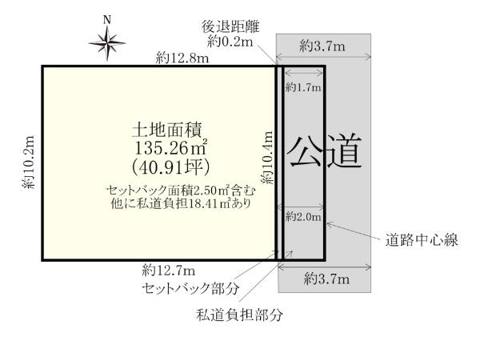 N
後退距離
約0.2m
約3.7m
約12.8m
約1.7m
土地面積
135.26㎡
(40.91坪)
セットバック面積2.50㎡含む
他に私道負担18.41㎡あり
約10.2m
約10.4m
公道
約2.0m
道路中心線
約12.7m
約3.7m
セットバック部分
私道負担部分